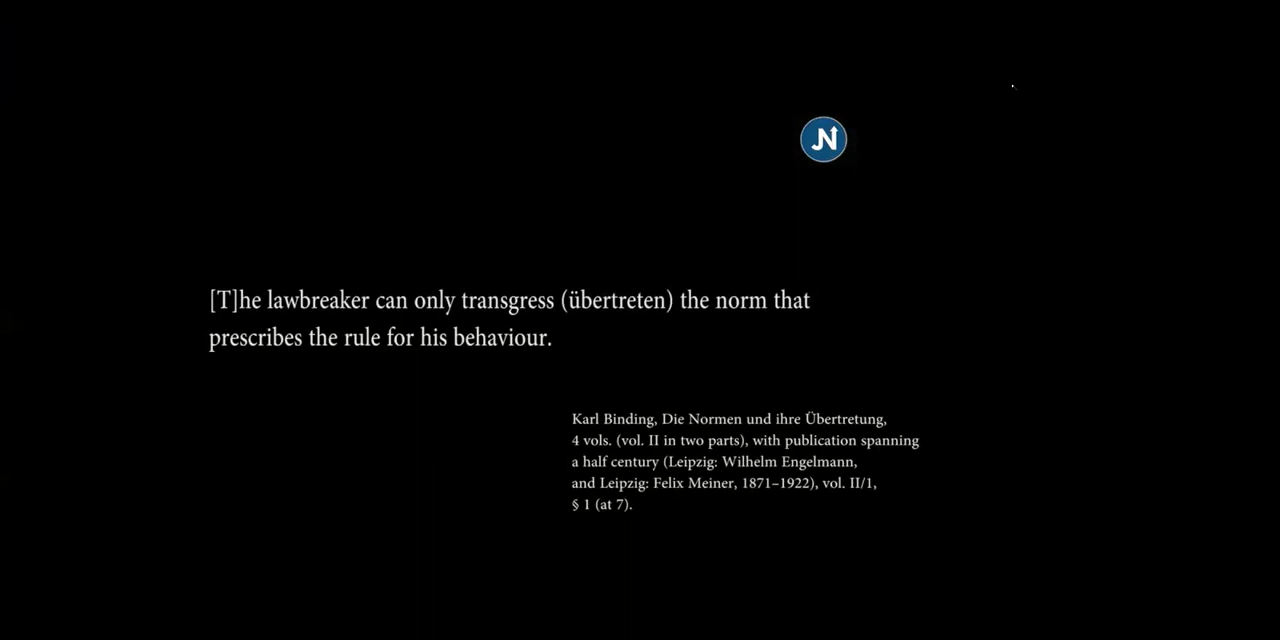 N
[T]he lawbreaker can only transgress (übertreten) the norm that
prescribes the rule for his behaviour.
Karl Binding, Die Normen und ihre Übertretung,
4 vols. (vol. II in two parts), with publication spanning
a half century (Leipzig: Wilhelm Engelmann,
and Leipzig: Felix Meiner, 1871–1922), vol. II/1,
§ 1 (at 7).